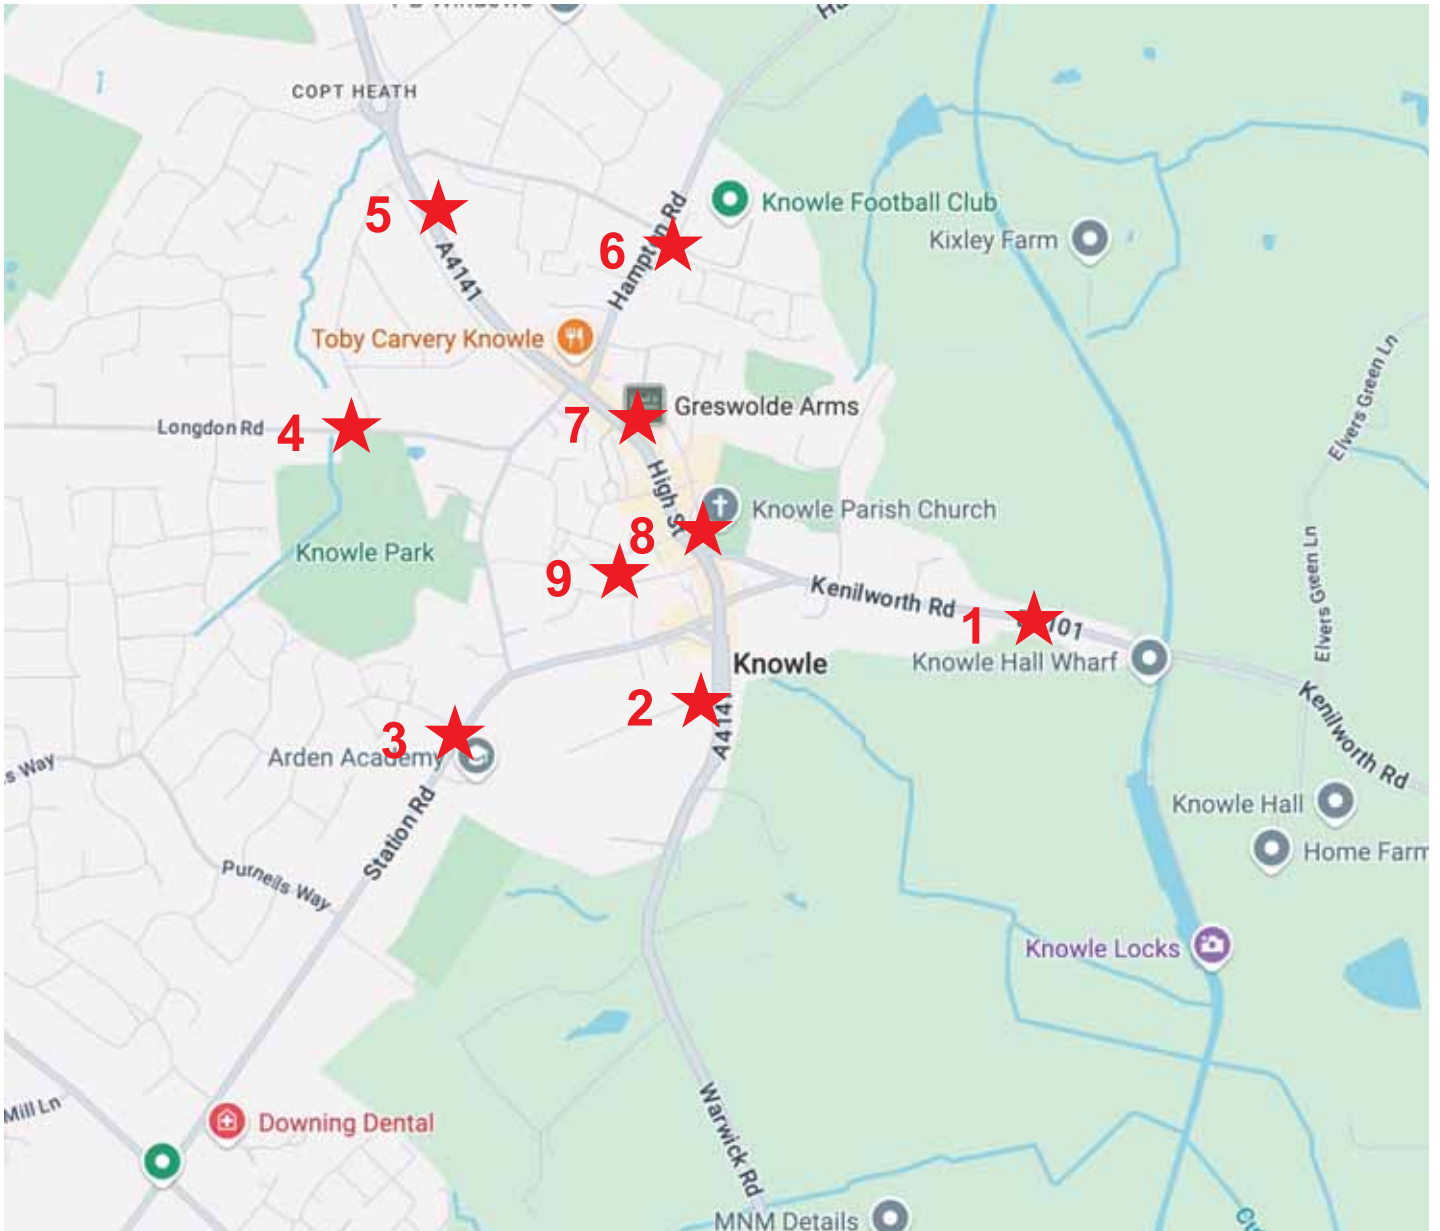 COPT HEATH
5
A4141
6
Hampton Rd
Knowle Football Club
Kixley Farm
Toby Carvery Knowle
Elvers Green Ln
Longdon Rd
4
7
Greswolde Arms
High St
8
Knowle Parish Church
Knowle Park
9
Kenilworth Rd
1
Elvers Green Ln
Knowle
Knowle Hall Wharf
2
A4141
3
Arden Academy
Kenilworth Rd
s Way
Station Rd
Knowle Hall
Home Farm
Purnells Way
Knowle Locks
Mill Ln
Downing Dental
Warwick Rd
MNM Details